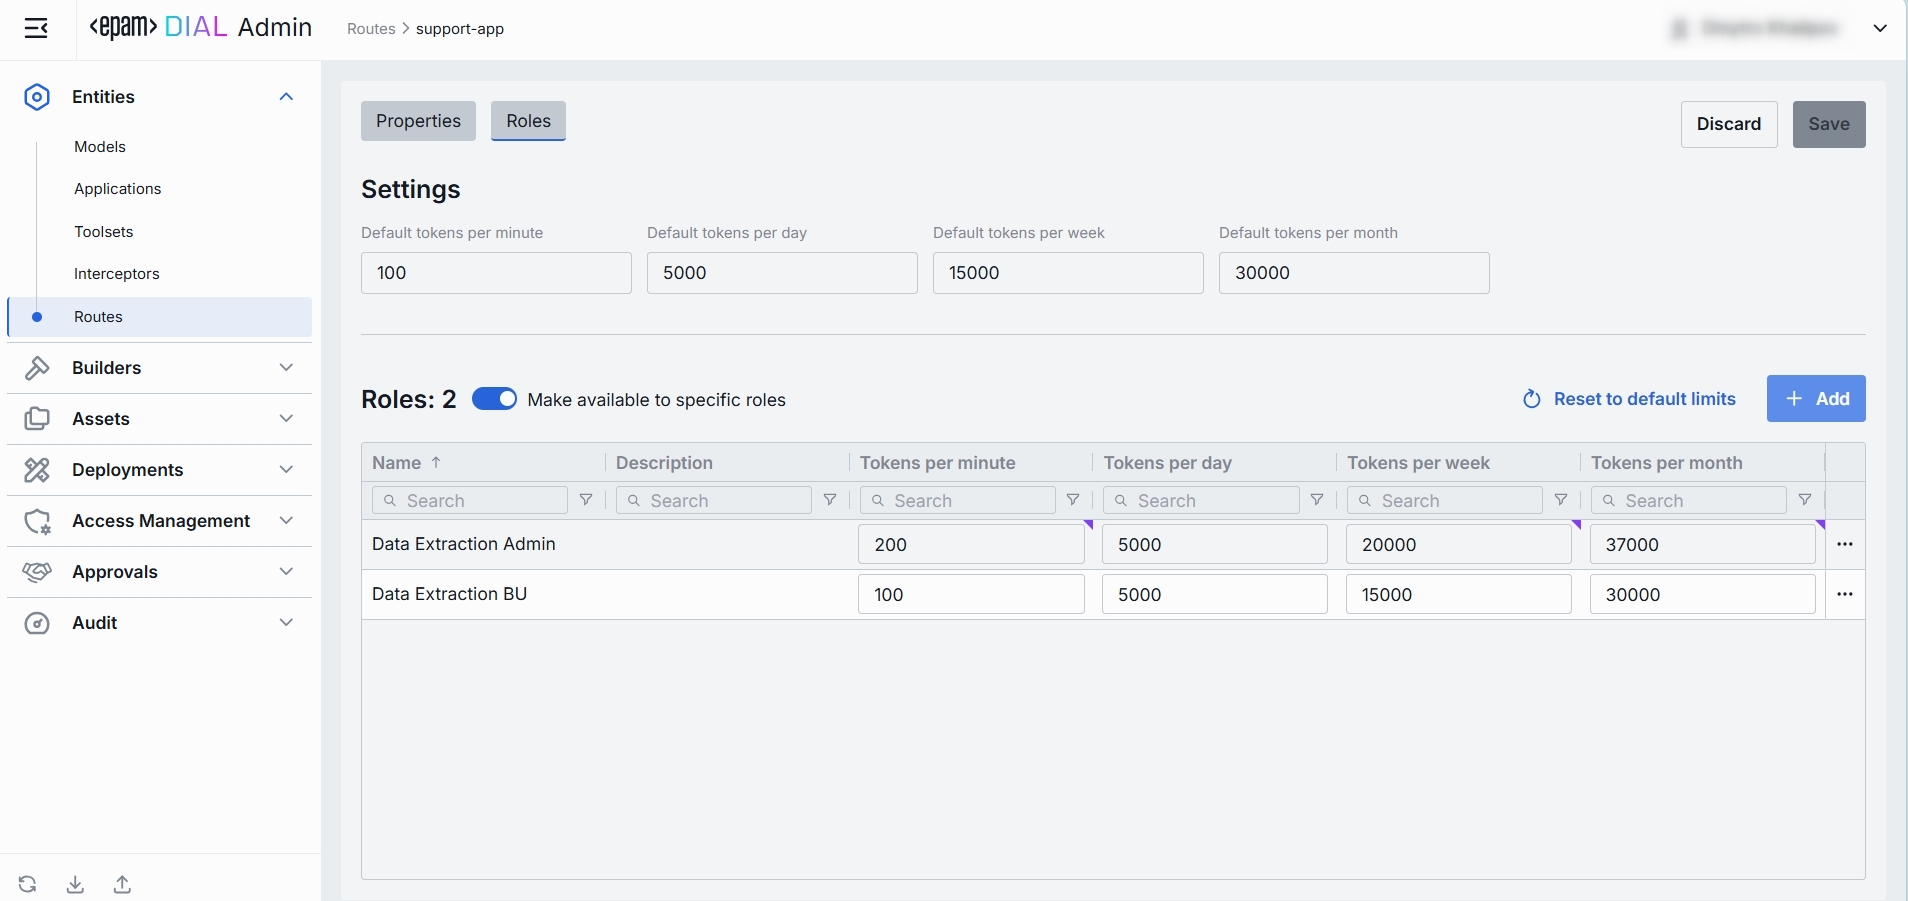 <epam> DIAL Admin
Routes > support-app
Entities
Models
Applications
Toolsets
Interceptors
Routes
Builders
Assets
Deployments
Access Management
Approvals
Audit
Properties
Roles
Discard
Save
Settings
Default tokens per minute
Default tokens per day
Default tokens per week
Default tokens per month
100
5000
15000
30000
Roles: 2
Make available to specific roles
Reset to default limits
+ Add
Name ↑
Description
Tokens per minute
Tokens per day
Tokens per week
Tokens per month
Search
Search
Search
Search
Search
Search
Data Extraction Admin
200
5000
20000
37000
Data Extraction BU
100
5000
15000
30000